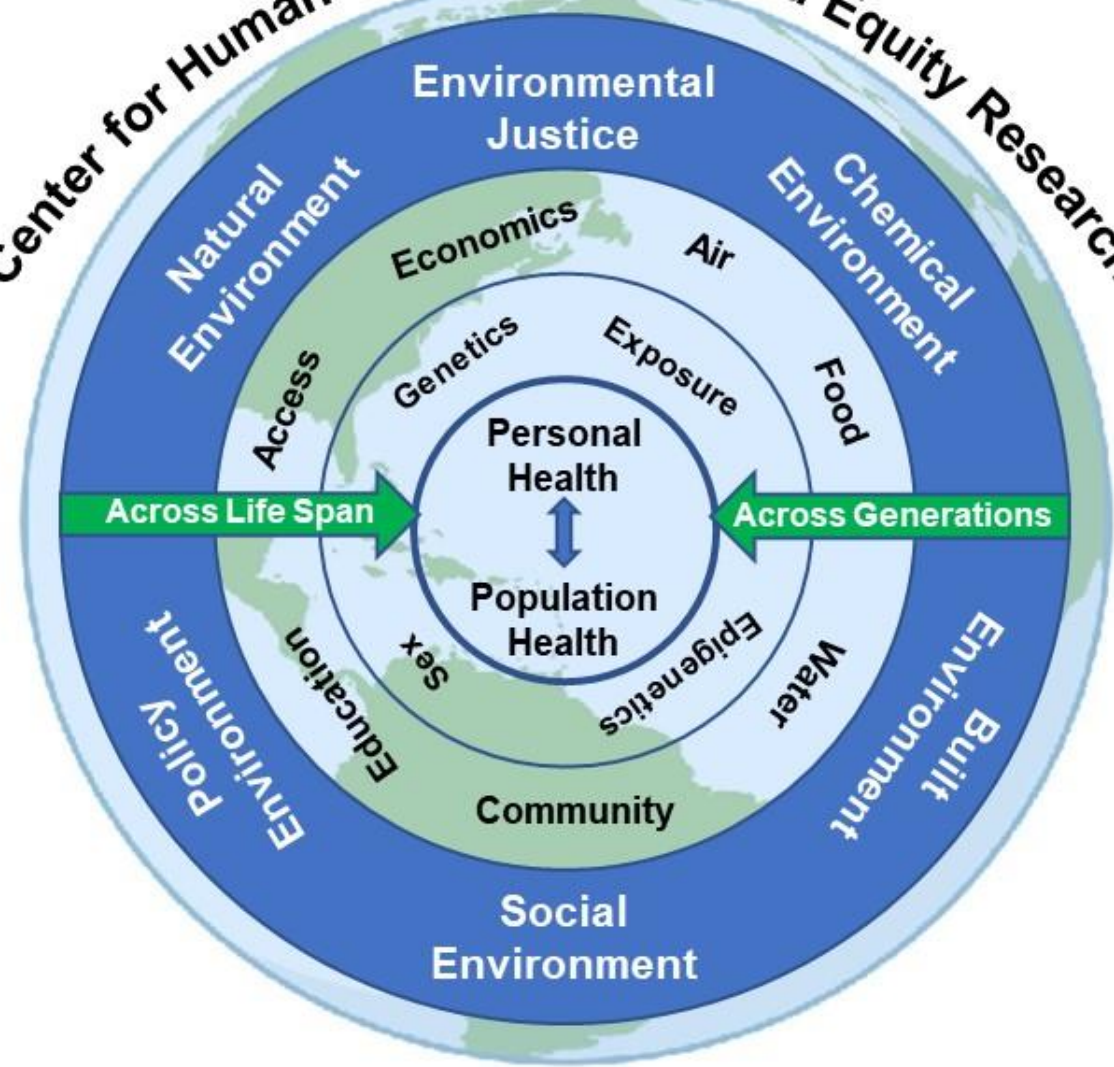 Center for Human
Equity Research
Environmental
Justice
Natural
Environment
Chemical
Environment
Economics
Air
Access
Food
Genetics
Exposure
Personal
Health
Across Life Span
Across Generations
Population
Health
Sex
Epigenetics
Education
Water
Community
Policy
Environment
Built
Environment
Social
Environment